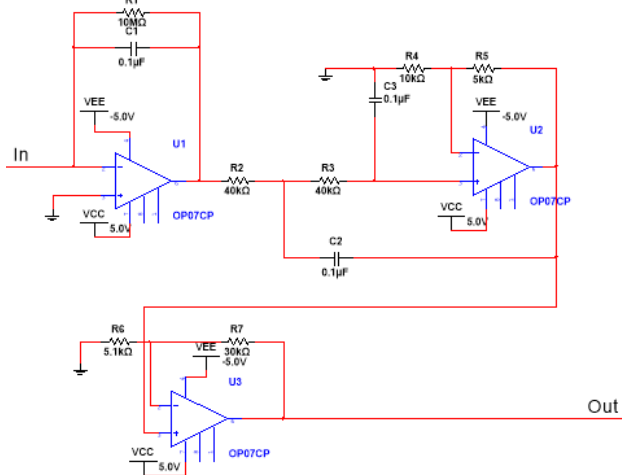 R1
10MΩ
C1
0.1µF
VEE
-5.0V
U1
In
VCC
5.0V
OP07CP
R2
40kΩ
R3
40kΩ
R4
10kΩ
R5
5kΩ
C3
0.1µF
VEE
-5.0V
U2
VCC
5.0V
OP07CP
C2
0.1µF
R6
5.1kΩ
R7
30kΩ
VEE
-5.0V
U3
Out
VCC
5.0V
OP07CP